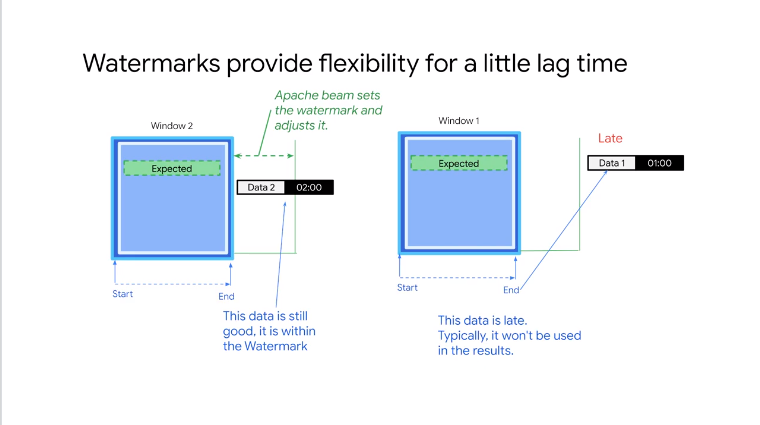 Watermarks provide flexibility for a little lag time
Apache beam sets
the watermark and
adjusts it.
Window 2
Expected
Data 2 02:00
Start
End
This data is still
good, it is within
the Watermark
Window 1
Expected
Late
Data 1 01:00
Start
End
This data is late.
Typically, it won't be used
in the results.